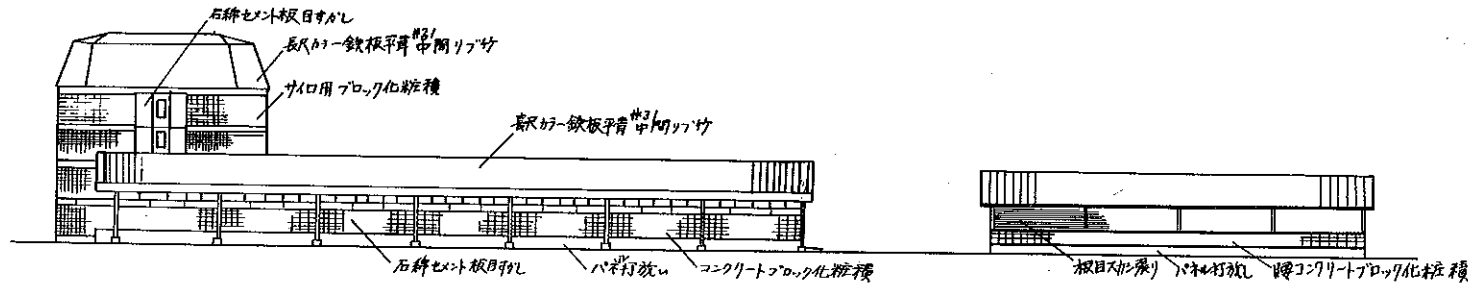 石綿セメント板目すかし
長尺カラー鉄板平葺#31中間リブ付
サイロ用ブロック化粧積
長尺カラー鉄板平葺#31中間リブ付
石綿セメント板目すかし
パネル打放し
コンクリートブロック化粧積
板目スカシ張り
パネル打放し
腰コンクリートブロック化粧積